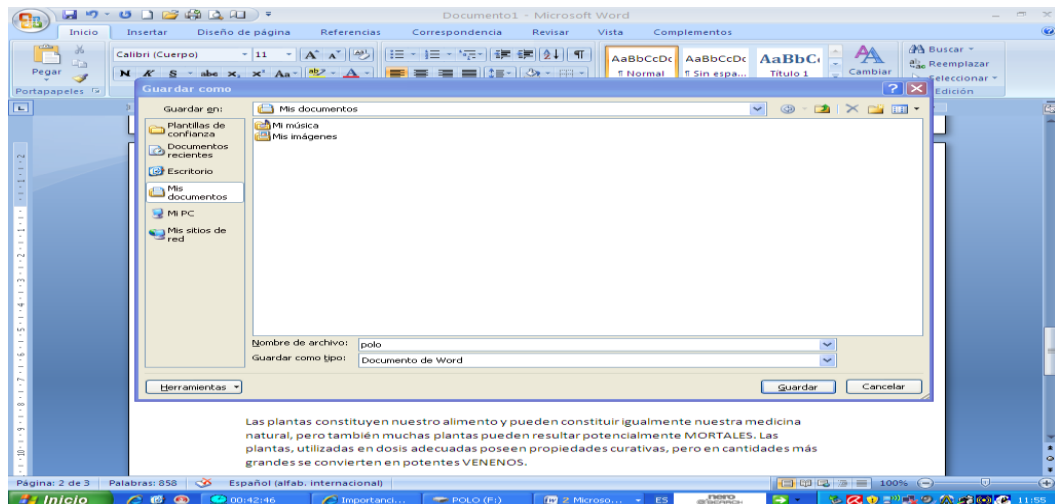 Documento1 - Microsoft Word
Inicio Insertar Diseño de página Referencias Correspondencia Revisar Vista Complementos
Pegar
Portapapeles
Calibri (Cuerpo) 11
N K S abc x, x² Aa
AaBbCcDc AaBbCcDc AaBbC
¶ Normal ¶ Sin espa... Título 1
Cambiar
Buscar
Reemplazar
Seleccionar
Edición
Guardar como
Guardar en: Mis documentos
Plantillas de confianza
Documentos recientes
Escritorio
Mis documentos
Mi PC
Mis sitios de red
Mi música
Mis imágenes
Nombre de archivo: polo
Guardar como tipo: Documento de Word
Herramientas Guardar Cancelar
Las plantas constituyen nuestro alimento y pueden constituir igualmente nuestra medicina
natural, pero también muchas plantas pueden resultar potencialmente MORTALES. Las
plantas, utilizadas en dosis adecuadas poseen propiedades curativas, pero en cantidades más
grandes se convierten en potentes VENENOS.
Página: 2 de 3 Palabras: 858 Español (alfab. internacional) 100%
Inicio 00:42:46 Importanci... POLO (F:) 2 Microso... ES nero 11:55